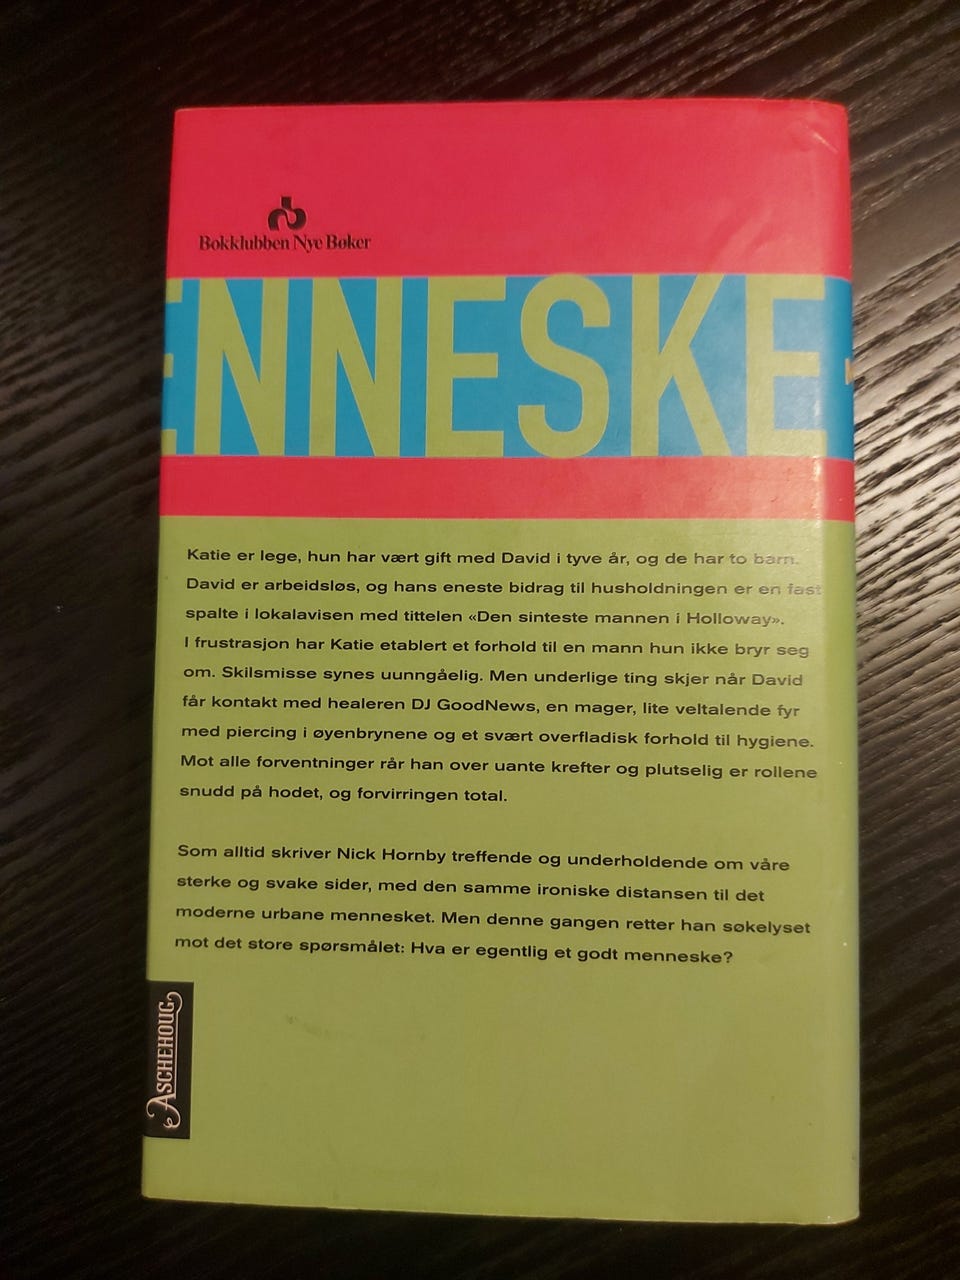 Bokklubben Nye Bøker
ENNESKE
Katie er lege, hun har vært gift med David i tyve år, og de har to barn.
David er arbeidsløs, og hans eneste bidrag til husholdningen er en fast
spalte i lokalavisen med tittelen «Den sinteste mannen i Holloway».
I frustrasjon har Katie etablert et forhold til en mann hun ikke bryr seg
om. Skilsmisse synes uunngåelig. Men underlige ting skjer når David
får kontakt med healeren DJ GoodNews, en mager, lite veltalende fyr
med piercing i øyenbrynene og et svært overfladisk forhold til hygiene.
Mot alle forventninger rår han over uante krefter og plutselig er rollene
snudd på hodet, og forvirringen total.
Som alltid skriver Nick Hornby treffende og underholdende om våre
sterke og svake sider, med den samme ironiske distansen til det
moderne urbane mennesket. Men denne gangen retter han søkelyset
mot det store spørsmålet: Hva er egentlig et godt menneske?
ASCHEHOUG